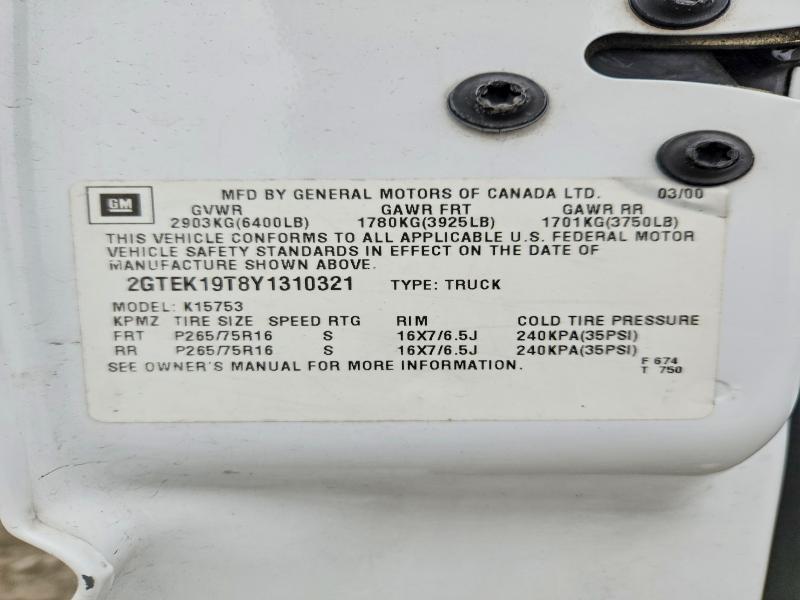 GM
MFD BY GENERAL MOTORS OF CANADA LTD. 03/00
GVWR GAWR FRT GAWR RR
2903KG(6400LB) 1780KG(3925LB) 1701KG(3750LB)
THIS VEHICLE CONFORMS TO ALL APPLICABLE U.S. FEDERAL MOTOR
VEHICLE SAFETY STANDARDS IN EFFECT ON THE DATE OF
MANUFACTURE SHOWN ABOVE.
2GTEK19T8Y1310321 TYPE: TRUCK
MODEL: K15753
KPMZ TIRE SIZE SPEED RTG RIM COLD TIRE PRESSURE
FRT P265/75R16 S 16X7/6.5J 240KPA(35PSI)
RR P265/75R16 S 16X7/6.5J 240KPA(35PSI)
SEE OWNER'S MANUAL FOR MORE INFORMATION.
F 674
T 750